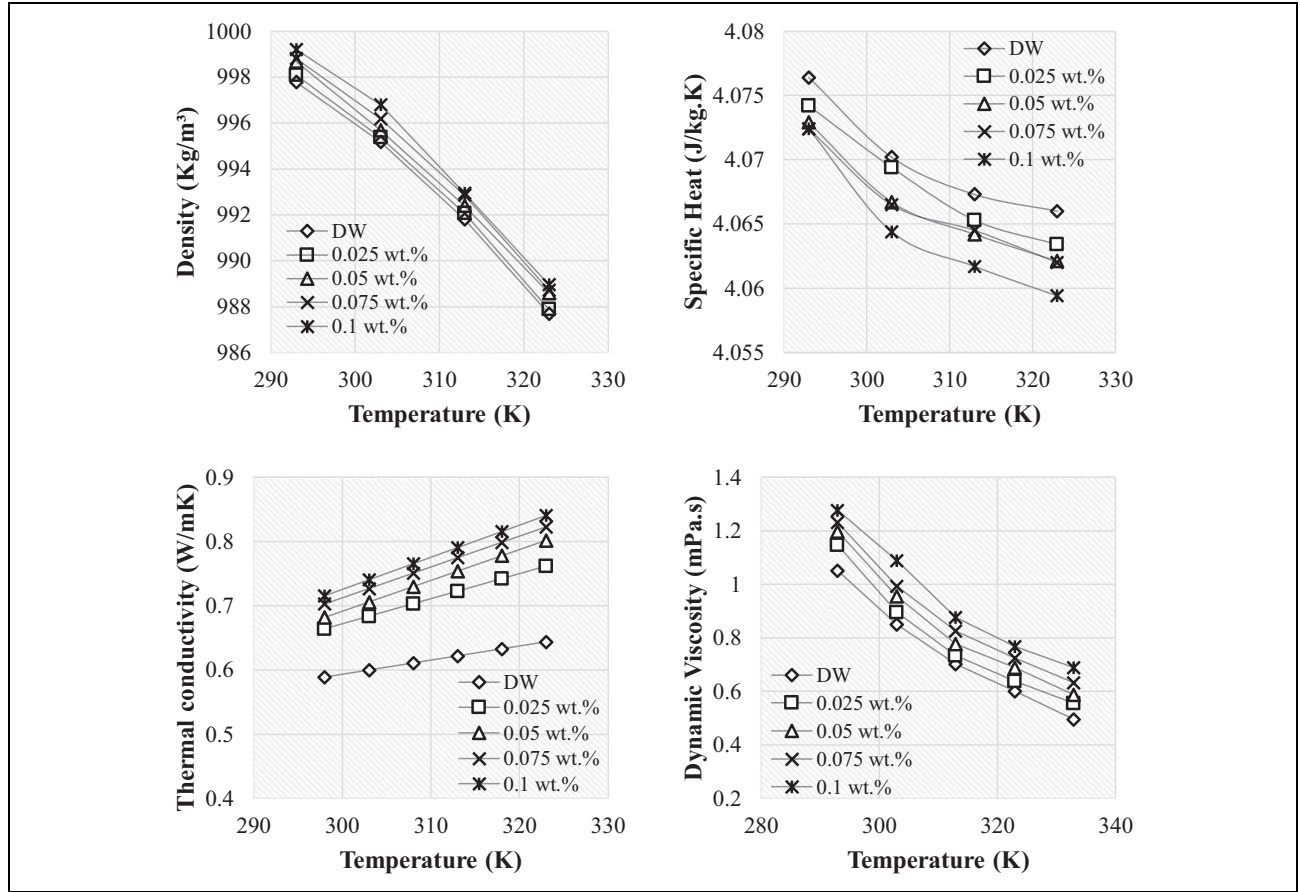 1000
998
996
994
992
990
988
986
290
300
310
320
330
Density (Kg/m³)
Temperature (K)
DW
0.025 wt.%
0.05 wt.%
0.075 wt.%
0.1 wt.%
4.08
4.075
4.07
4.065
4.06
4.055
290
300
310
320
330
Specific Heat (J/kg.K)
Temperature (K)
DW
0.025 wt.%
0.05 wt.%
0.075 wt.%
0.1 wt.%
0.9
0.8
0.7
0.6
0.5
0.4
290
300
310
320
330
Thermal conductivity (W/mK)
Temperature (K)
DW
0.025 wt.%
0.05 wt.%
0.075 wt.%
0.1 wt.%
1.4
1.2
1
0.8
0.6
0.4
0.2
280
300
320
340
Dynamic Viscosity (mPa.s)
Temperature (K)
DW
0.025 wt.%
0.05 wt.%
0.075 wt.%
0.1 wt.%